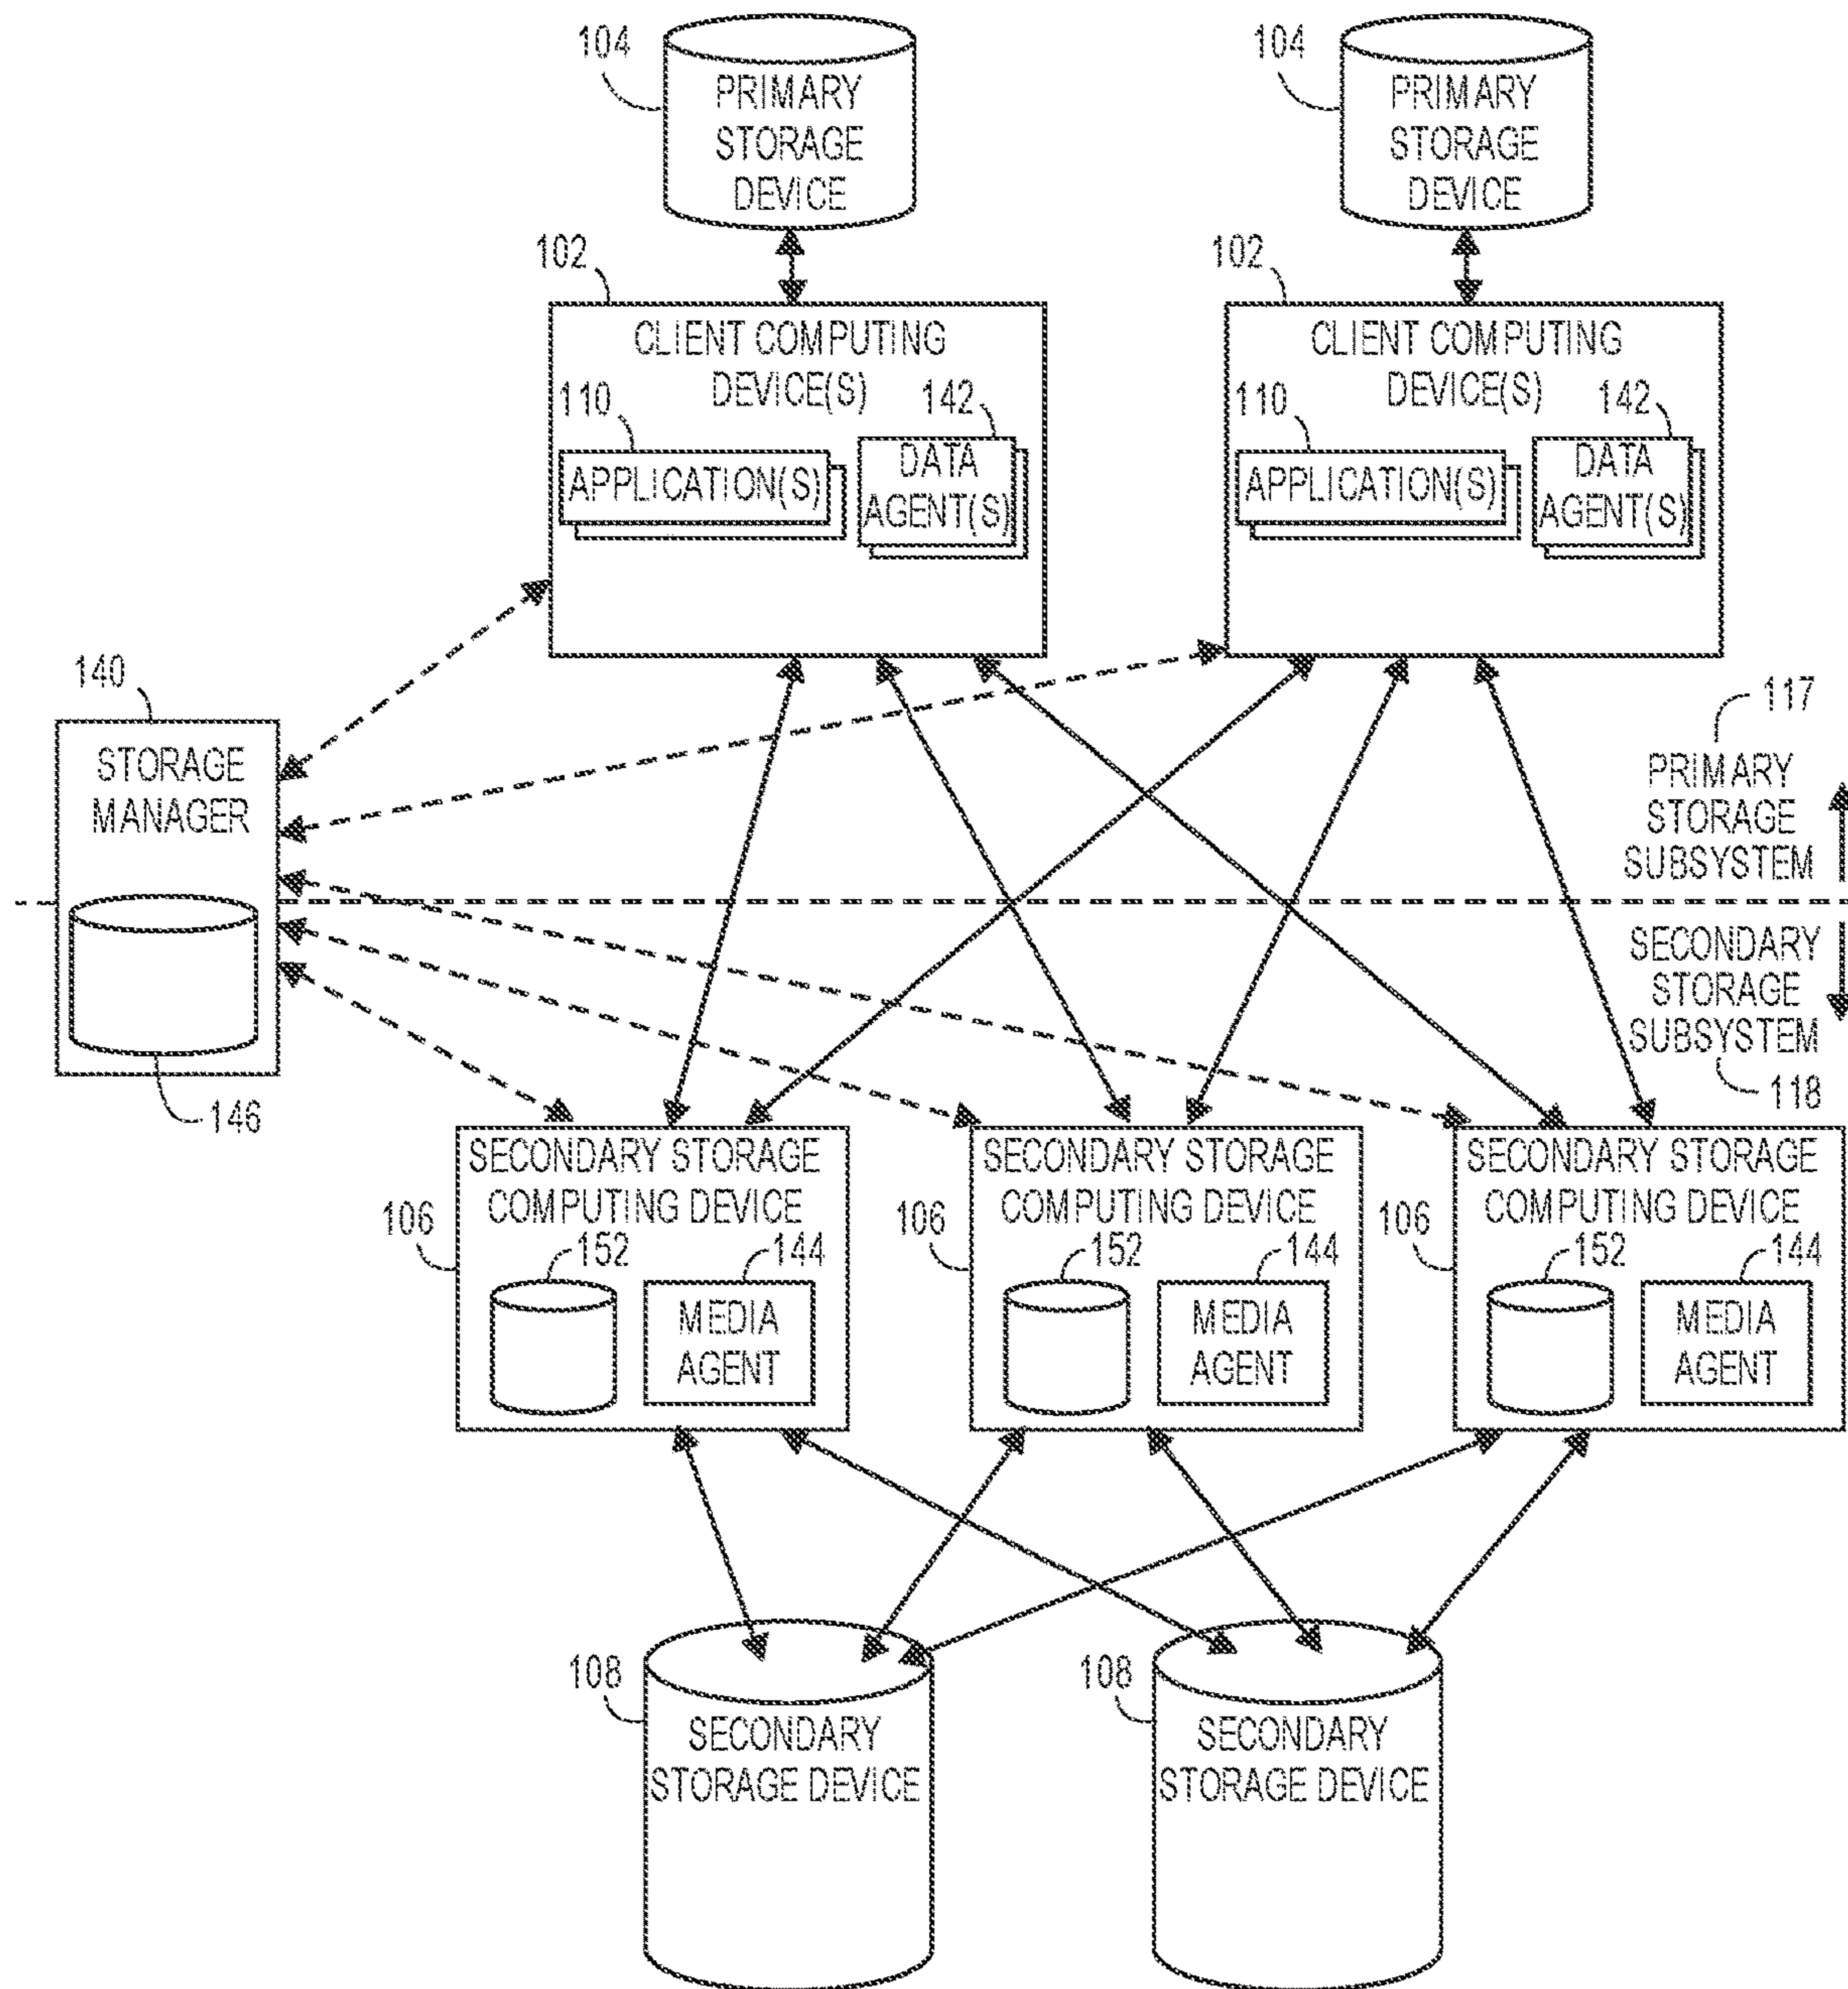 104
PRIMARY
STORAGE
DEVICE
104
PRIMARY
STORAGE
DEVICE
102
CLIENT COMPUTING
DEVICE(S)
110
142
APPLICATION(S)
DATA
AGENT(S)
102
CLIENT COMPUTING
DEVICE(S)
110
142
APPLICATION(S)
DATA
AGENT(S)
140
STORAGE
MANAGER
146
117
PRIMARY
STORAGE
SUBSYSTEM
SECONDARY
STORAGE
SUBSYSTEM
118
SECONDARY STORAGE
COMPUTING DEVICE
106
152
144
MEDIA
AGENT
SECONDARY STORAGE
COMPUTING DEVICE
106
152
144
MEDIA
AGENT
SECONDARY STORAGE
COMPUTING DEVICE
106
152
144
MEDIA
AGENT
108
SECONDARY
STORAGE DEVICE
108
SECONDARY
STORAGE DEVICE